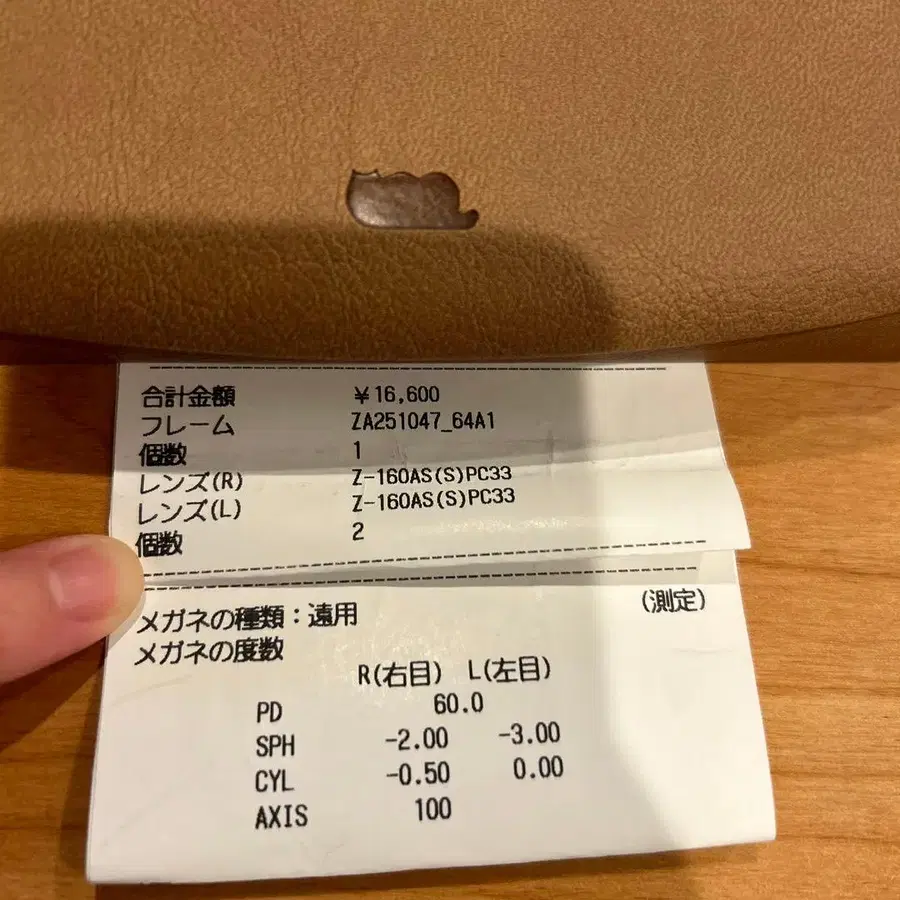 合計金額 ¥16,600
フレーム ZA251047_64A1
個数 1
レンズ(R) Z-160AS(S)PC33
レンズ(L) Z-160AS(S)PC33
個数 2
メガネの種類：遠用 (測定)
メガネの度数
R(右目) L(左目)
PD 60.0
SPH -2.00 -3.00
CYL -0.50 0.00
AXIS 100